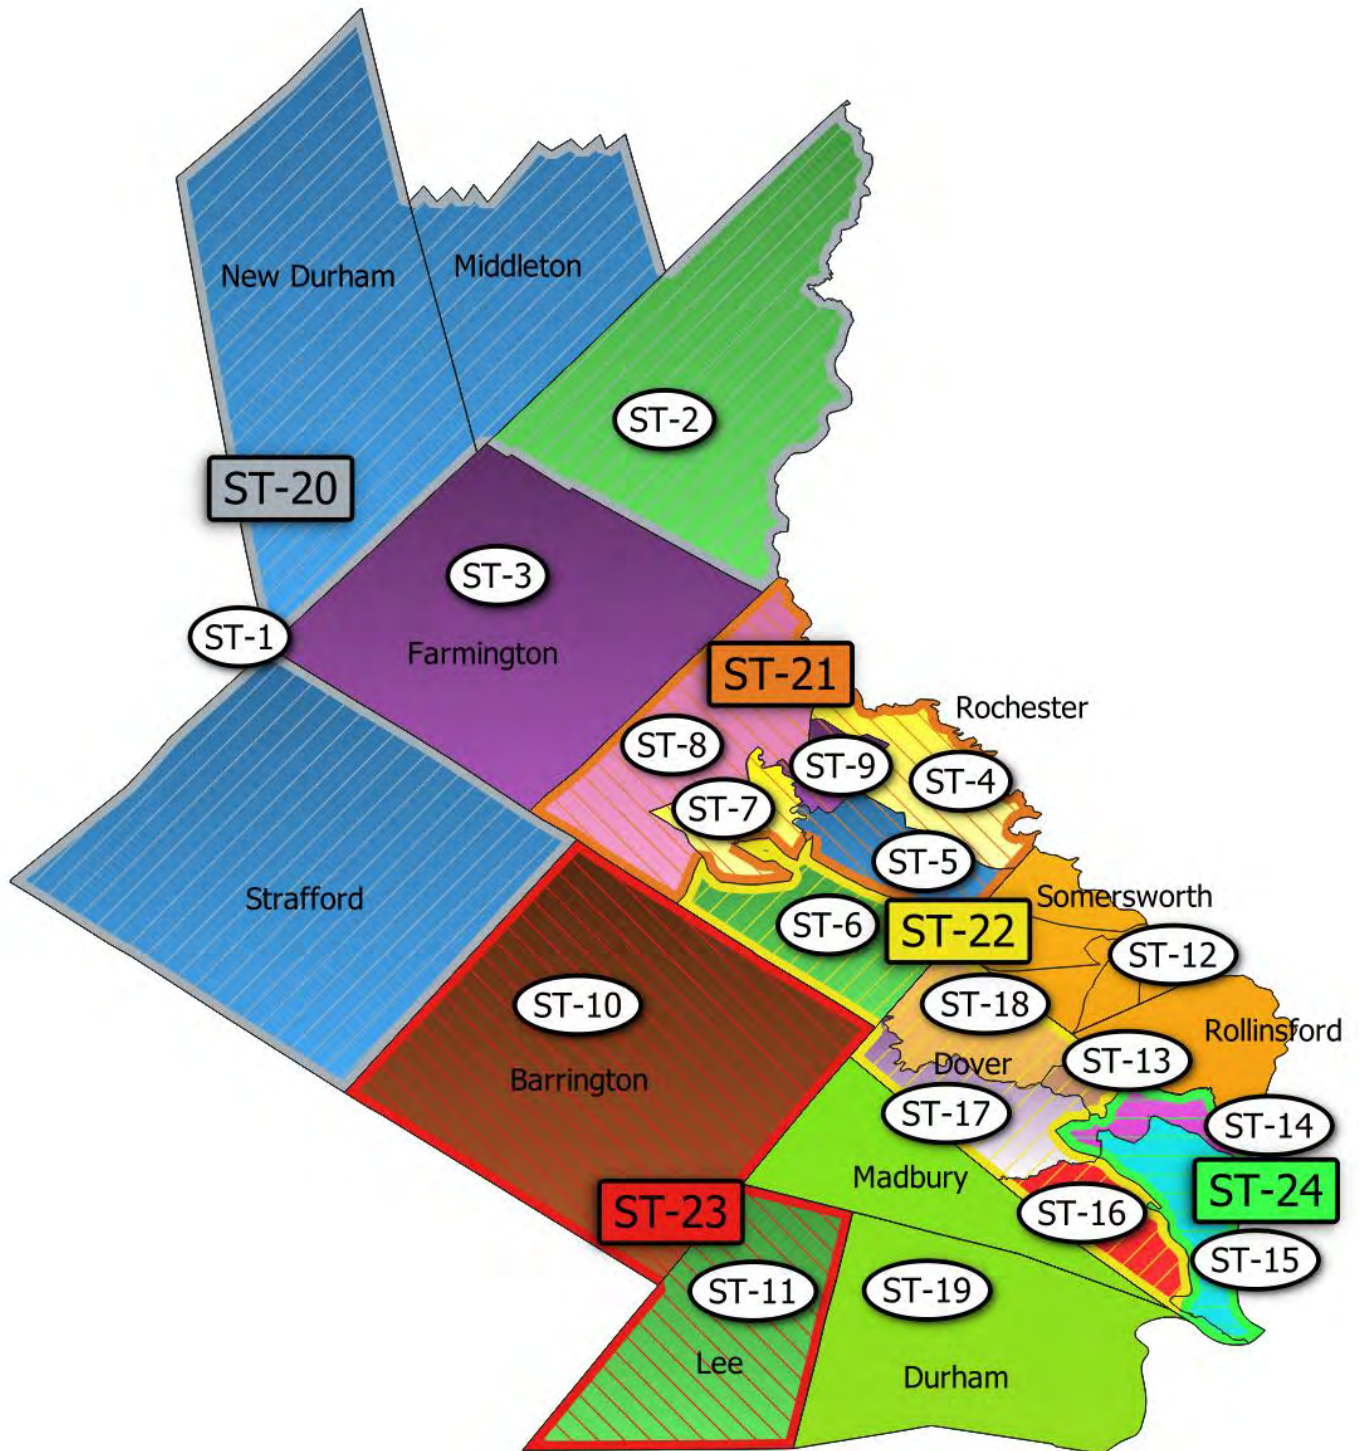 New Durham
Middleton
ST-2
ST-20
ST-3
ST-1
Farmington
ST-21
Rochester
ST-8
ST-9
ST-4
ST-7
ST-5
Strafford
Somersworth
ST-6
ST-22
ST-12
ST-10
ST-18
Rollinsford
Barrington
Dover
ST-13
ST-17
ST-14
Madbury
ST-24
ST-23
ST-16
ST-15
ST-11
ST-19
Lee
Durham